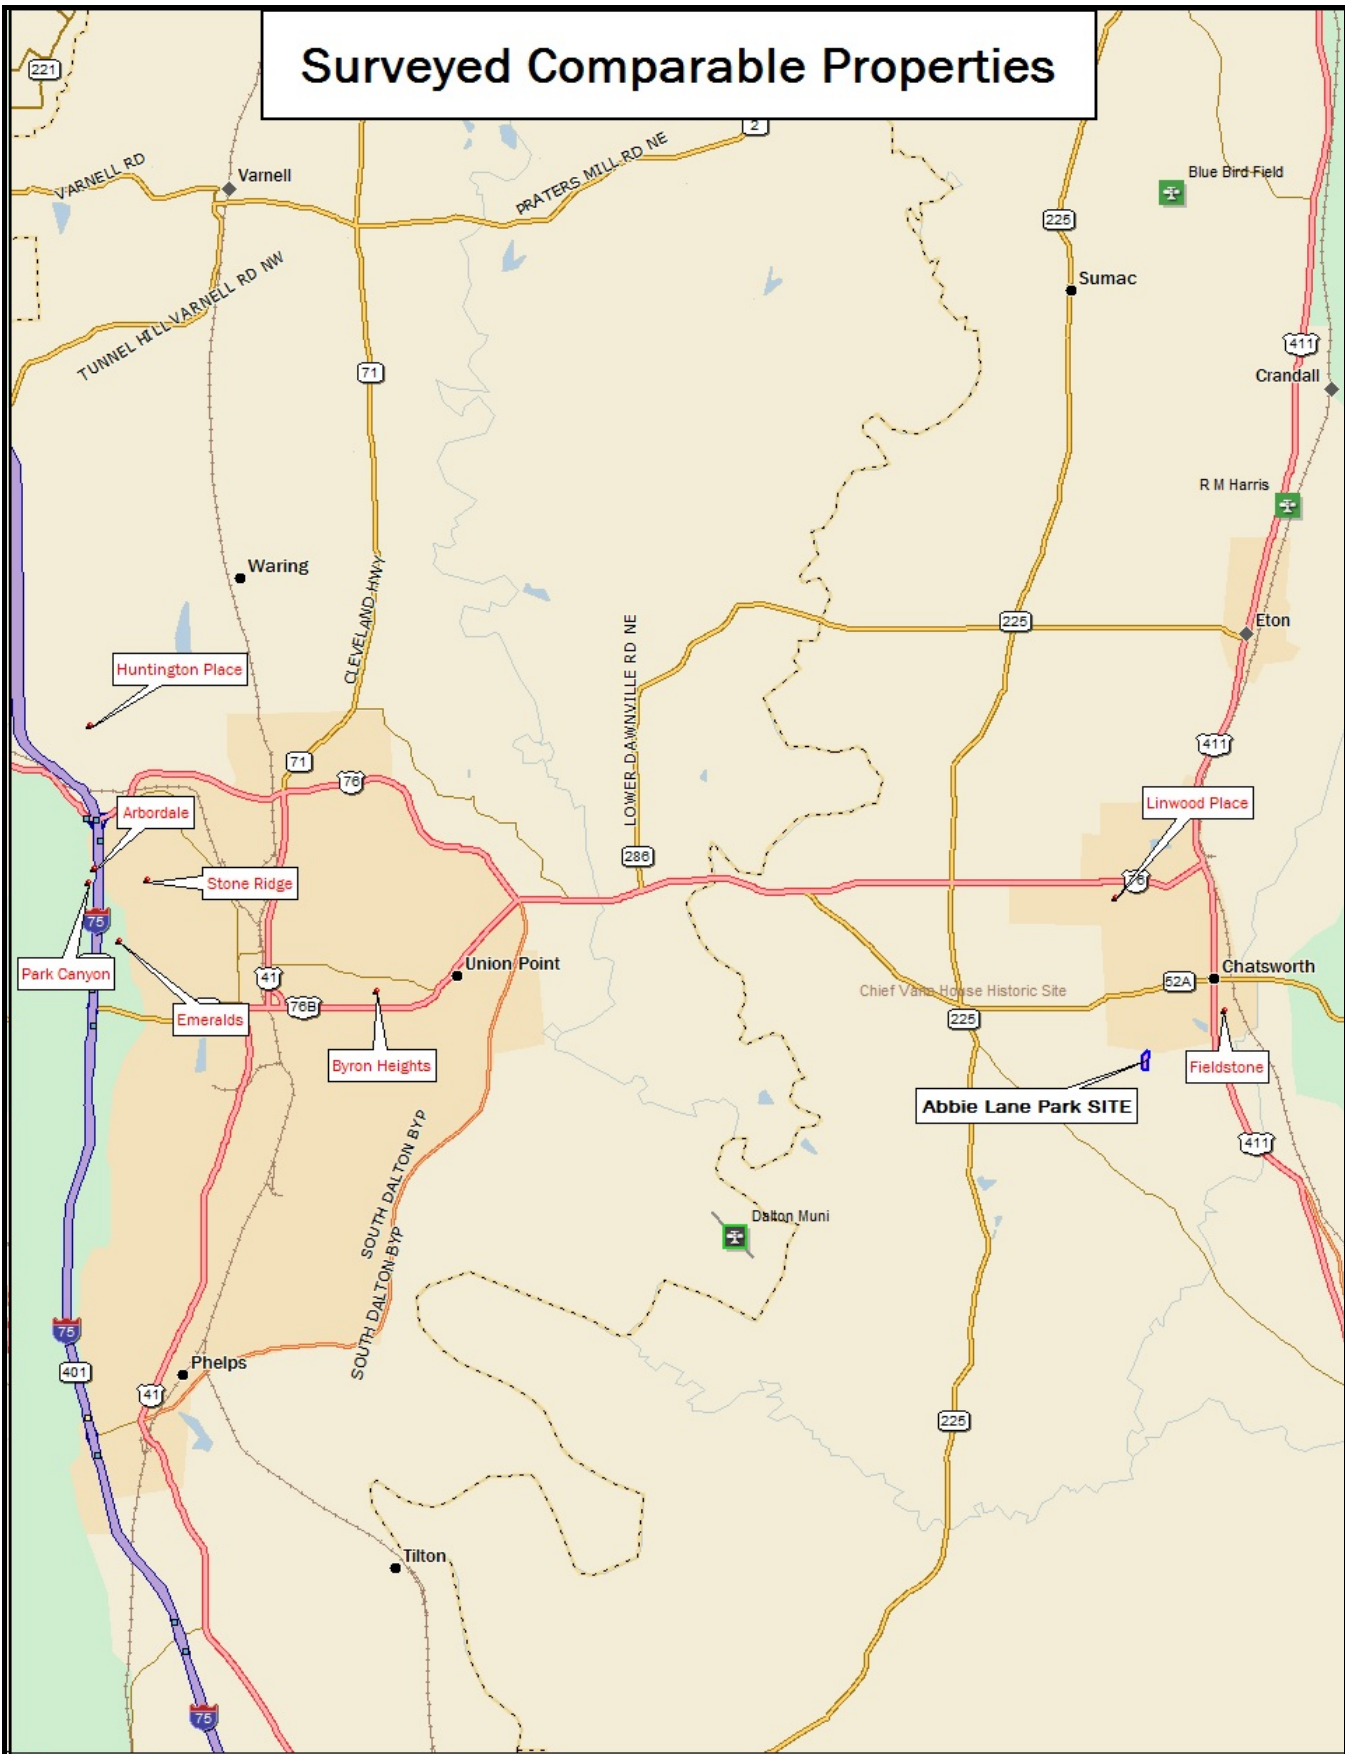 Surveyed Comparable Properties
221
2
VARNELL RD
Varnell
PRATERS MILL RD NE
Blue Bird Field
225
TUNNEL HILL VARNELL RD NW
Sumac
411
71
Crandall
R M Harris
Waring
CLEVELAND HWY
LOWER DAWNVILLE RD NE
225
Eton
Huntington Place
411
71
76
Linwood Place
Arbordale
286
Stone Ridge
76
75
Park Canyon
Union Point
Chatsworth
41
52A
Chief Vann House Historic Site
76B
Emeralds
225
Byron Heights
Fieldstone
Abbie Lane Park SITE
411
SOUTH DALTON BYP
Dalton Muni
SOUTH DALTON BYP
75
Phelps
401
41
225
Tilton
75